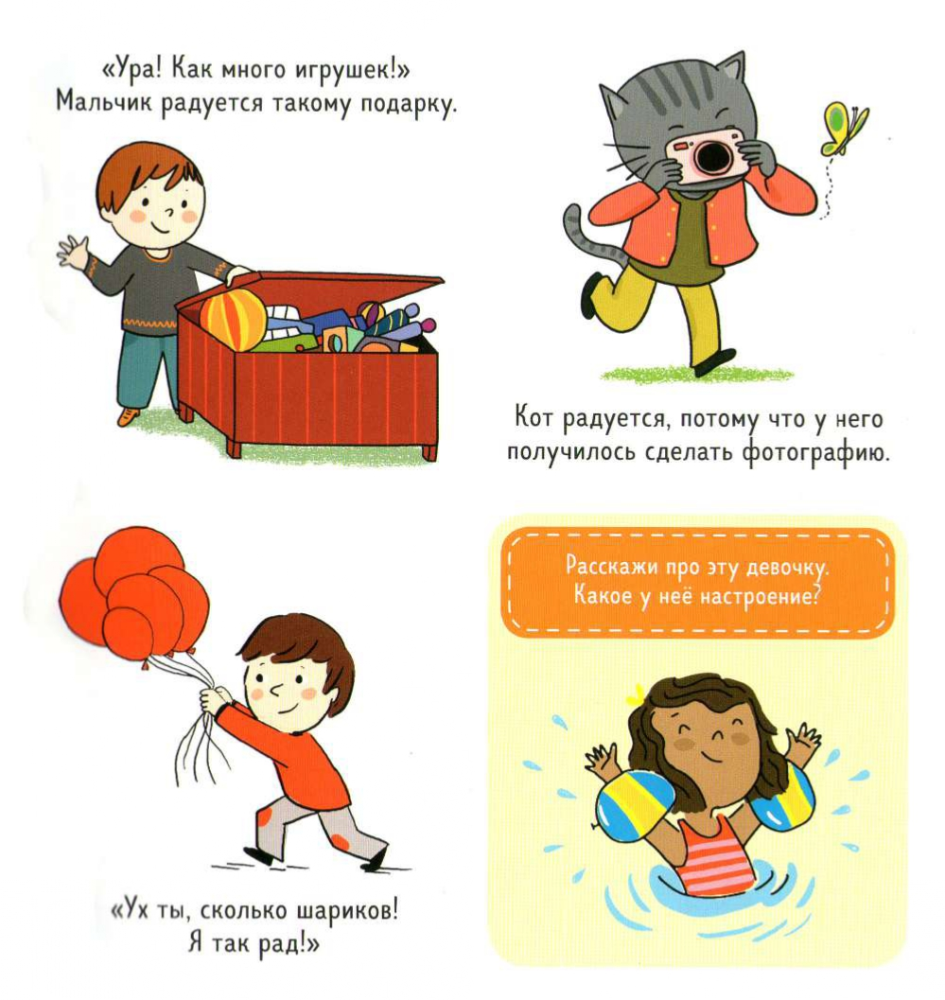 «Ура! Как много игрушек!»
Мальчик радуется такому подарку.
Кот радуется, потому что у него
получилось сделать фотографию.
«Ух ты, сколько шариков!
Я так рад!»
Расскажи про эту девочку.
Какое у неё настроение?